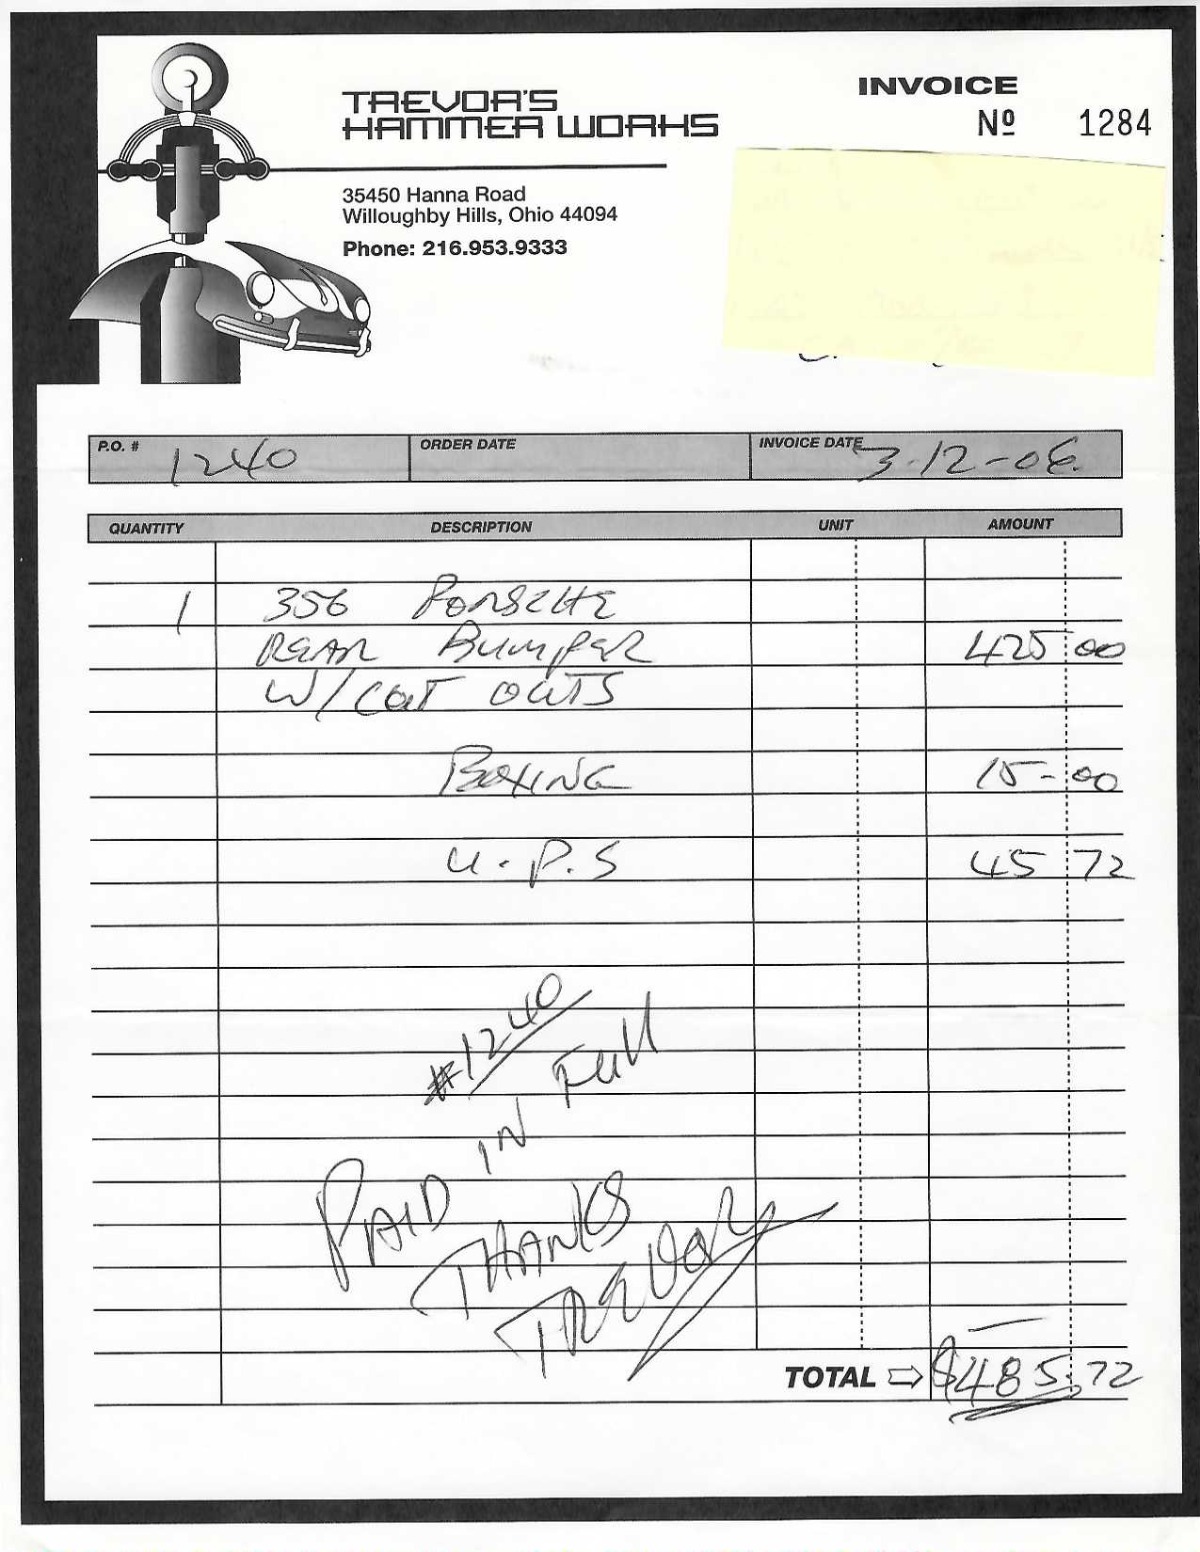 TREVOR'S
HAMMER WORKS
INVOICE
Nº 1284
35450 Hanna Road
Willoughby Hills, Ohio 44094
Phone: 216.953.9333
P.O. # 1240 ORDER DATE INVOICE DATE 3-12-06
QUANTITY DESCRIPTION UNIT AMOUNT
1 356 PORSCHE
REAR BUMPER 425 00
W/CUT OUTS
BOXING 15-00
U.P.S 45 72
#1240
PAID IN FULL
THANKS
TREVOR
TOTAL $485.72